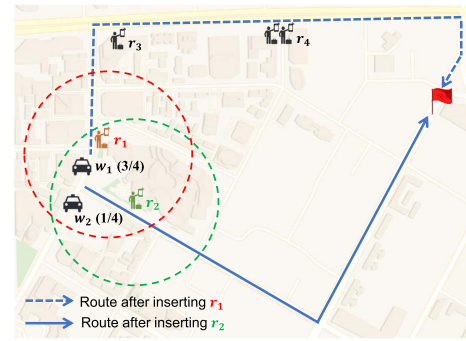 r₃
r₄
r₁
w₁ (3/4)
r₂
w₂ (1/4)
Route after inserting r₁
Route after inserting r₂